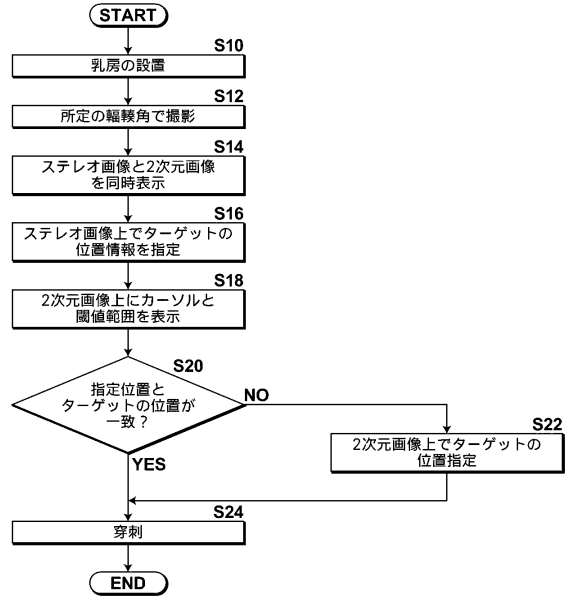 START
S10
乳房の設置
S12
所定の輻輳角で撮影
S14
ステレオ画像と2次元画像
を同時表示
S16
ステレオ画像上でターゲットの
位置情報を指定
S18
2次元画像上にカーソルと
閾値範囲を表示
S20
指定位置と
ターゲットの位置が
一致？
NO
YES
S22
2次元画像上でターゲットの
位置指定
S24
穿刺
END